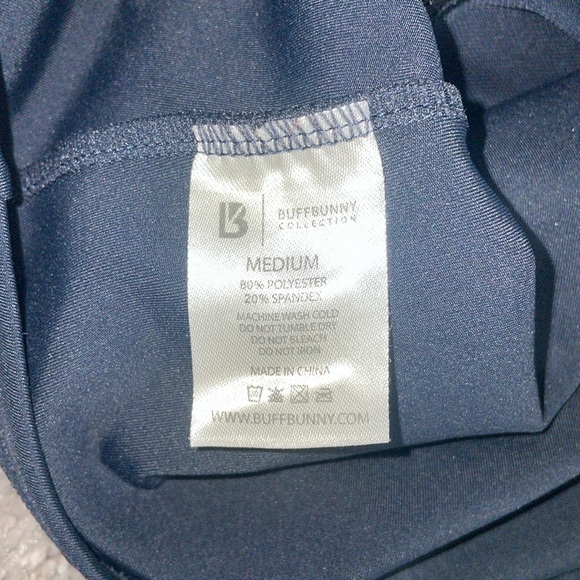 BUFFBUNNY
COLLECTION
MEDIUM
80% POLYESTER
20% SPANDEX
MACHINE WASH COLD
DO NOT TUMBLE DRY
DO NOT BLEACH
DO NOT IRON
MADE IN CHINA
WWW.BUFFBUNNY.COM